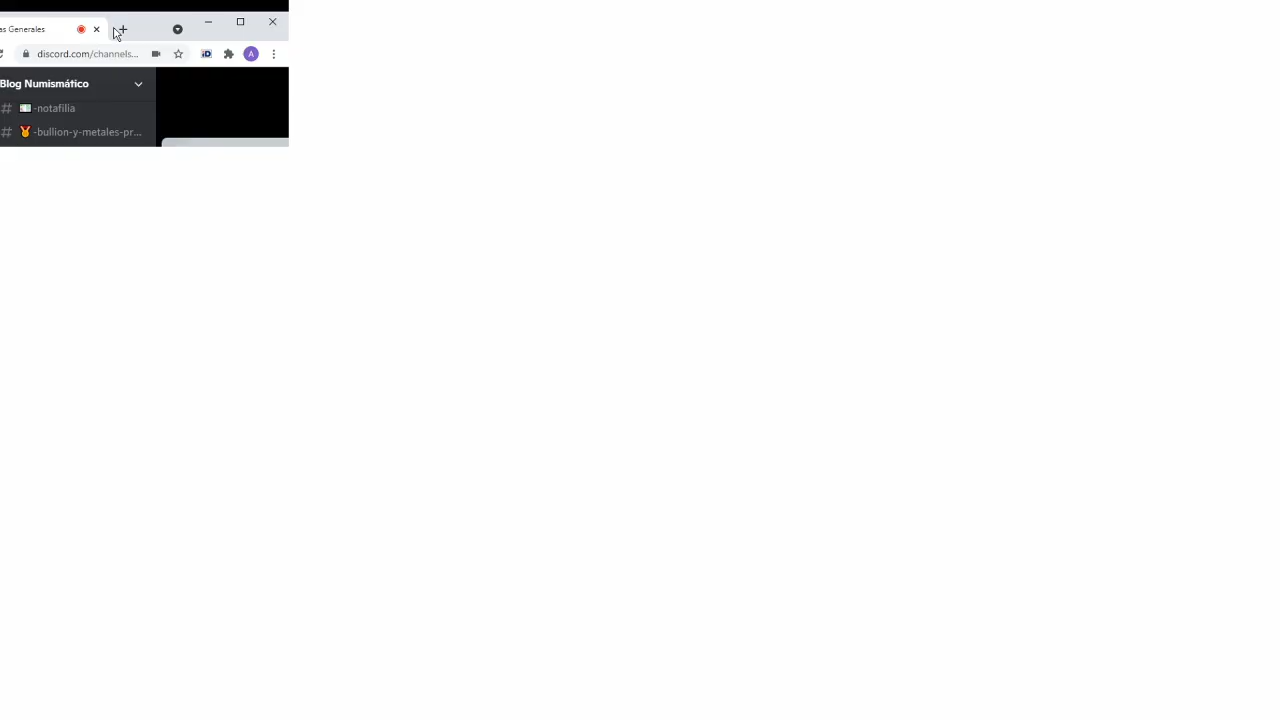 as Generales
discord.com/channels...
A
Blog Numismático
-notafilia
-bullion-y-metales-pr...